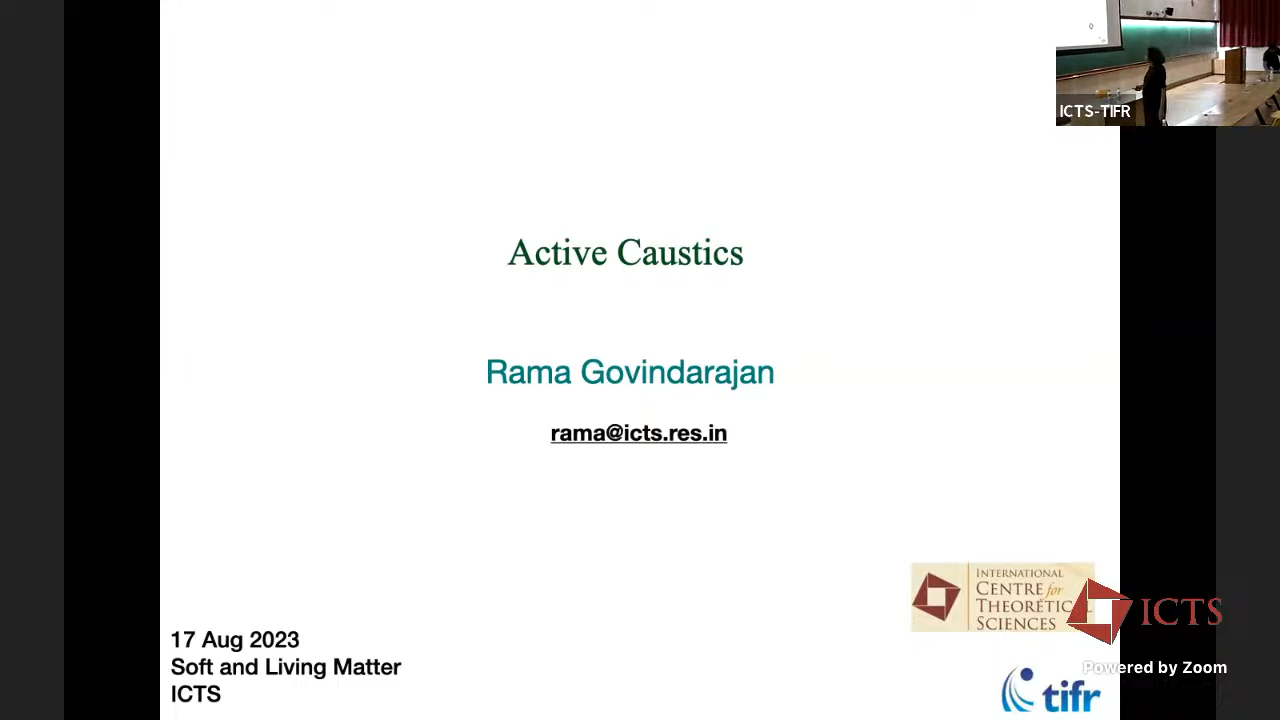 ICTS-TIFR
Active Caustics
Rama Govindarajan
rama@icts.res.in
INTERNATIONAL
CENTRE for
THEORETICAL
SCIENCES
ICTS
Powered by Zoom
17 Aug 2023
Soft and Living Matter
ICTS
tifr